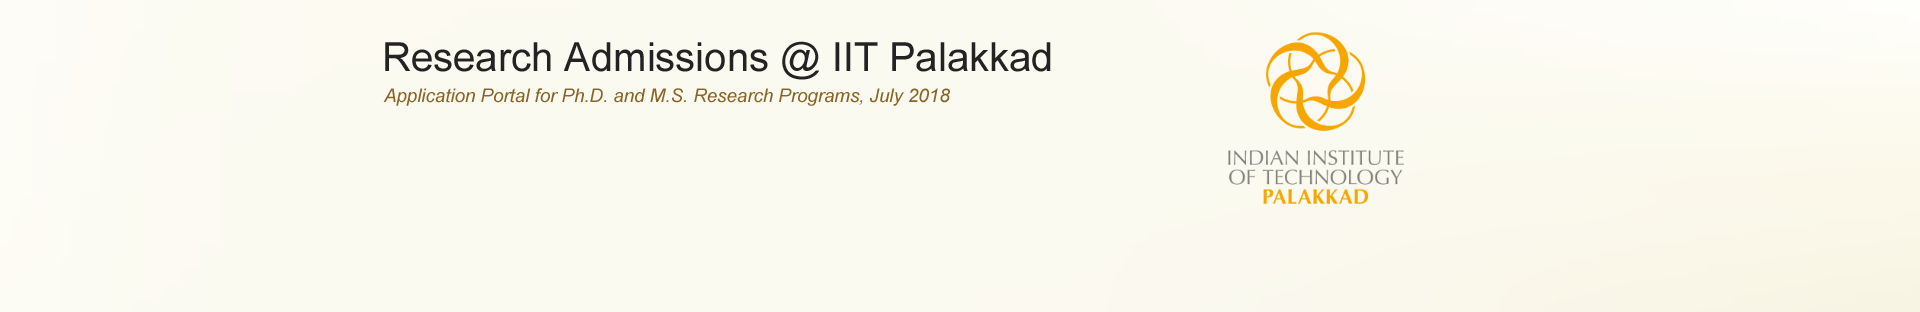 Research Admissions @ IIT Palakkad
Application Portal for Ph.D. and M.S. Research Programs, July 2018
INDIAN INSTITUTE
OF TECHNOLOGY
PALAKKAD